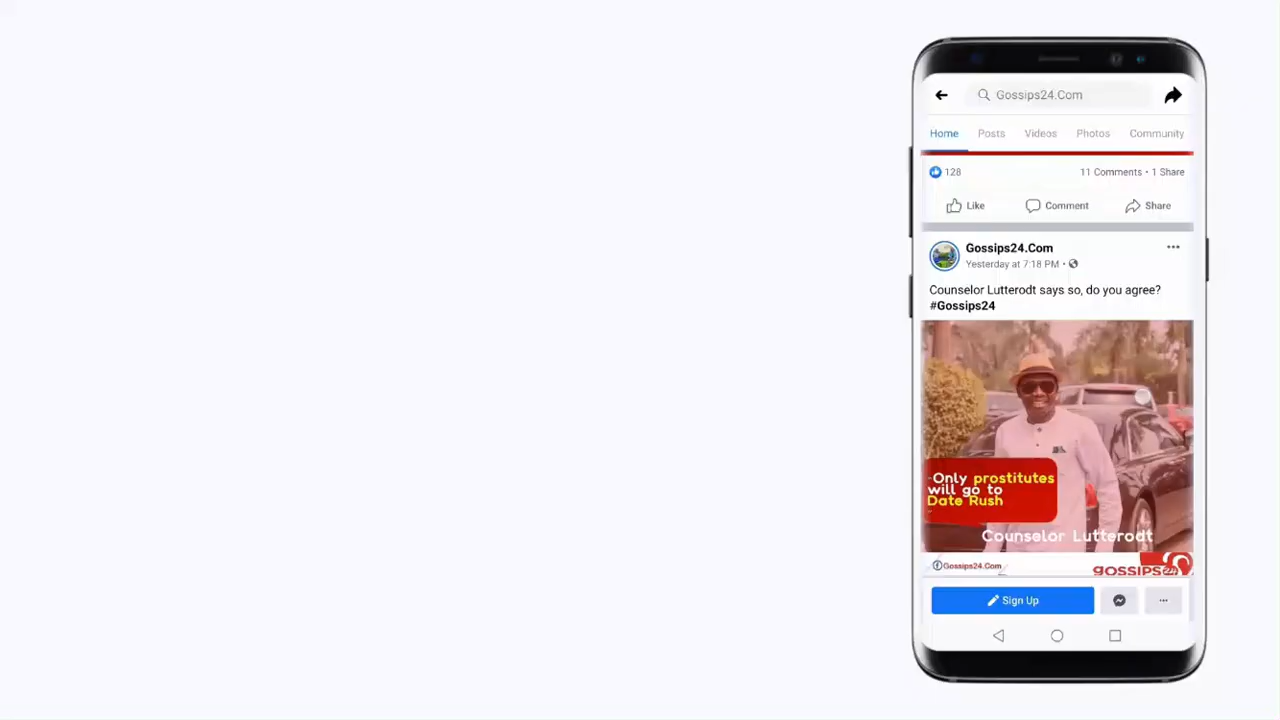 Gossips24.Com
Home Posts Videos Photos Community
128 11 Comments • 1 Share
Like Comment Share
Gossips24.Com
Yesterday at 7:18 PM •
Counselor Lutterodt says so, do you agree?
#Gossips24
"Only prostitutes
will go to
Date Rush
"
Counselor Lutterodt
Gossips24.Com gossips24
Sign Up